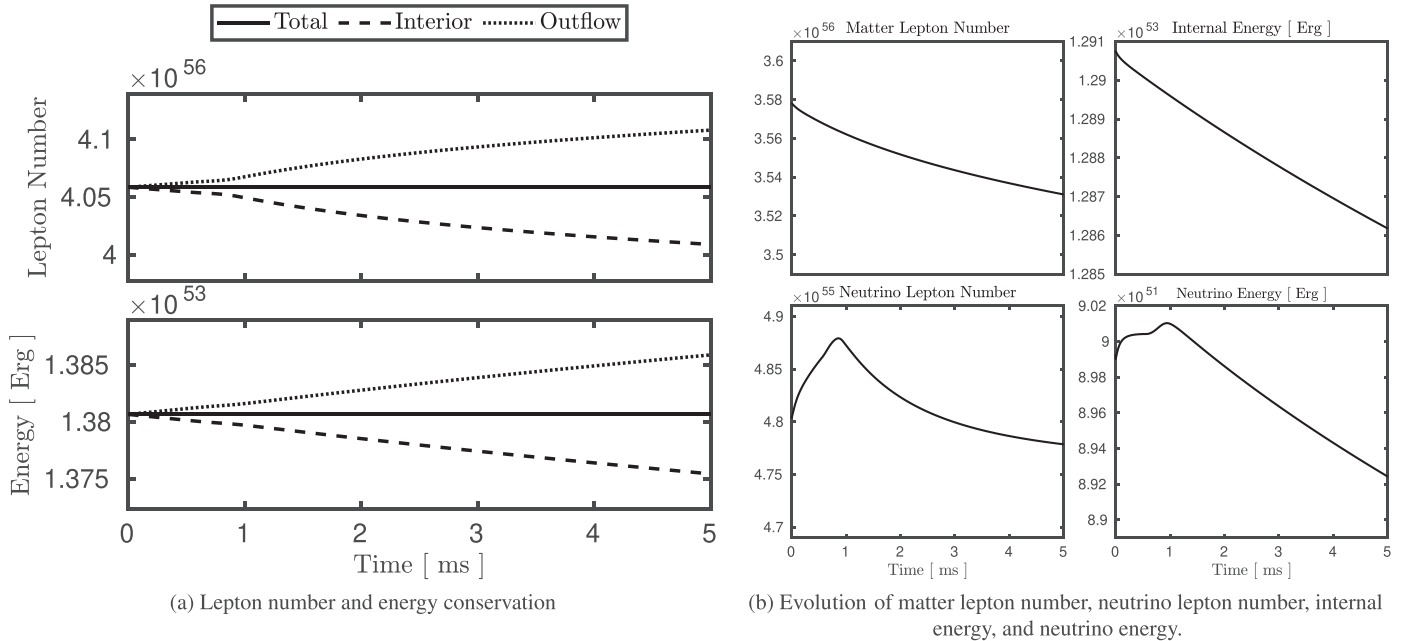 Total Interior Outflow
×10 56
Lepton Number
4.1
4.05
4
×10 53
Energy [ Erg ]
1.385
1.38
1.375
0 1 2 3 4 5
Time [ ms ]
(a) Lepton number and energy conservation
×10 56 Matter Lepton Number
3.6
3.58
3.56
3.54
3.52
3.5
×10 53 Internal Energy [ Erg ]
1.291
1.29
1.289
1.288
1.287
1.286
1.285
×10 55 Neutrino Lepton Number
4.9
4.85
4.8
4.75
4.7
0 1 2 3 4 5
Time [ ms ]
×10 51 Neutrino Energy [ Erg ]
9.02
9
8.98
8.96
8.94
8.92
8.9
0 1 2 3 4 5
Time [ ms ]
(b) Evolution of matter lepton number, neutrino lepton number, internal
energy, and neutrino energy.